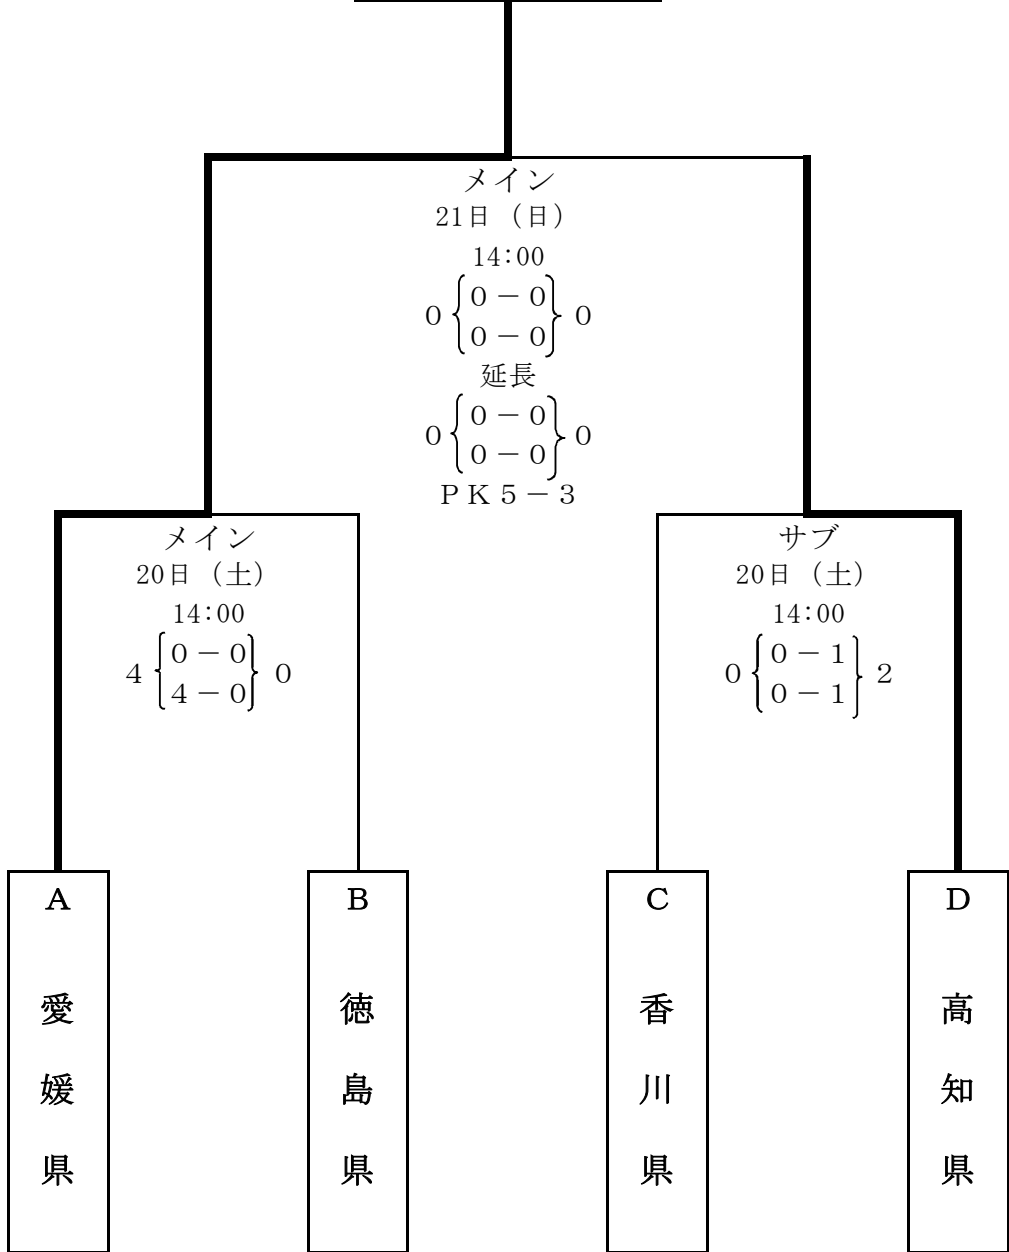 メイン
21日（日）
14:00
0 { 0－0 } 0
0－0
延長
0 { 0－0 } 0
0－0
ＰＫ５－３
メイン
20日（土）
14:00
4 { 0－0 } 0
4－0
サブ
20日（土）
14:00
0 { 0－1 } 2
0－1
A
愛媛県
B
徳島県
C
香川県
D
高知県